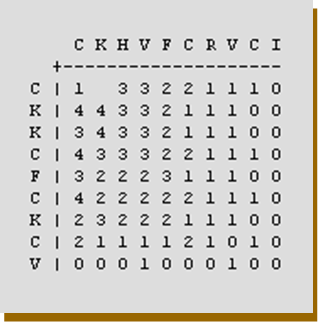 C K H V F C R V C I
+--------------------
C | 1   3 3 2 2 1 1 1 0
K | 4 4 3 3 2 1 1 1 0 0
K | 3 4 3 3 2 1 1 1 0 0
C | 4 3 3 3 2 2 1 1 1 0
F | 3 2 2 2 3 1 1 1 0 0
C | 4 2 2 2 2 2 1 1 1 0
K | 2 3 2 2 2 1 1 1 0 0
C | 2 1 1 1 1 2 1 0 1 0
V | 0 0 0 1 0 0 0 1 0 0